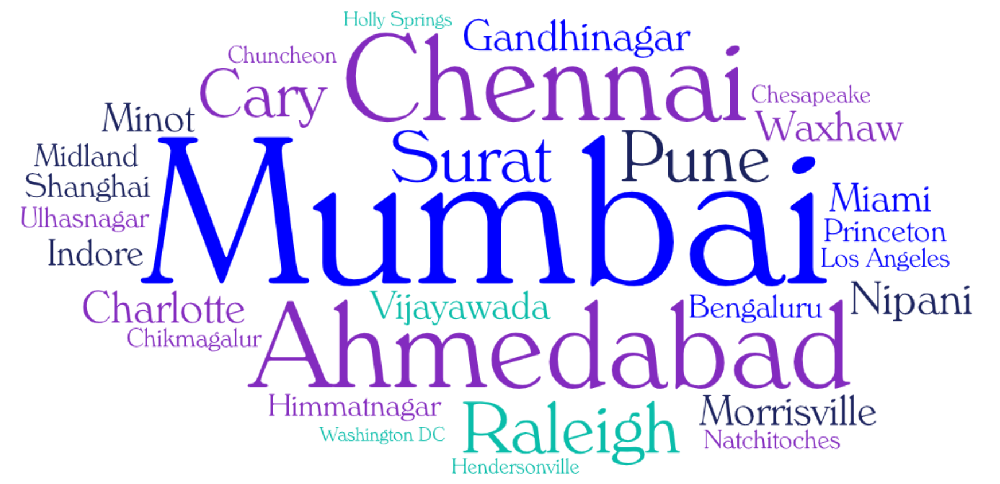 Holly Springs
Gandhinagar
Chuncheon
Chennai
Cary
Chesapeake
Minot
Waxhaw
Surat
Pune
Midland
Shanghai
Mumbai
Miami
Ulhasnagar
Princeton
Indore
Los Angeles
Charlotte
Vijayawada
Bengaluru
Nipani
Chikmagalur
Ahmedabad
Himmatnagar
Raleigh
Morrisville
Washington DC
Natchitoches
Hendersonville